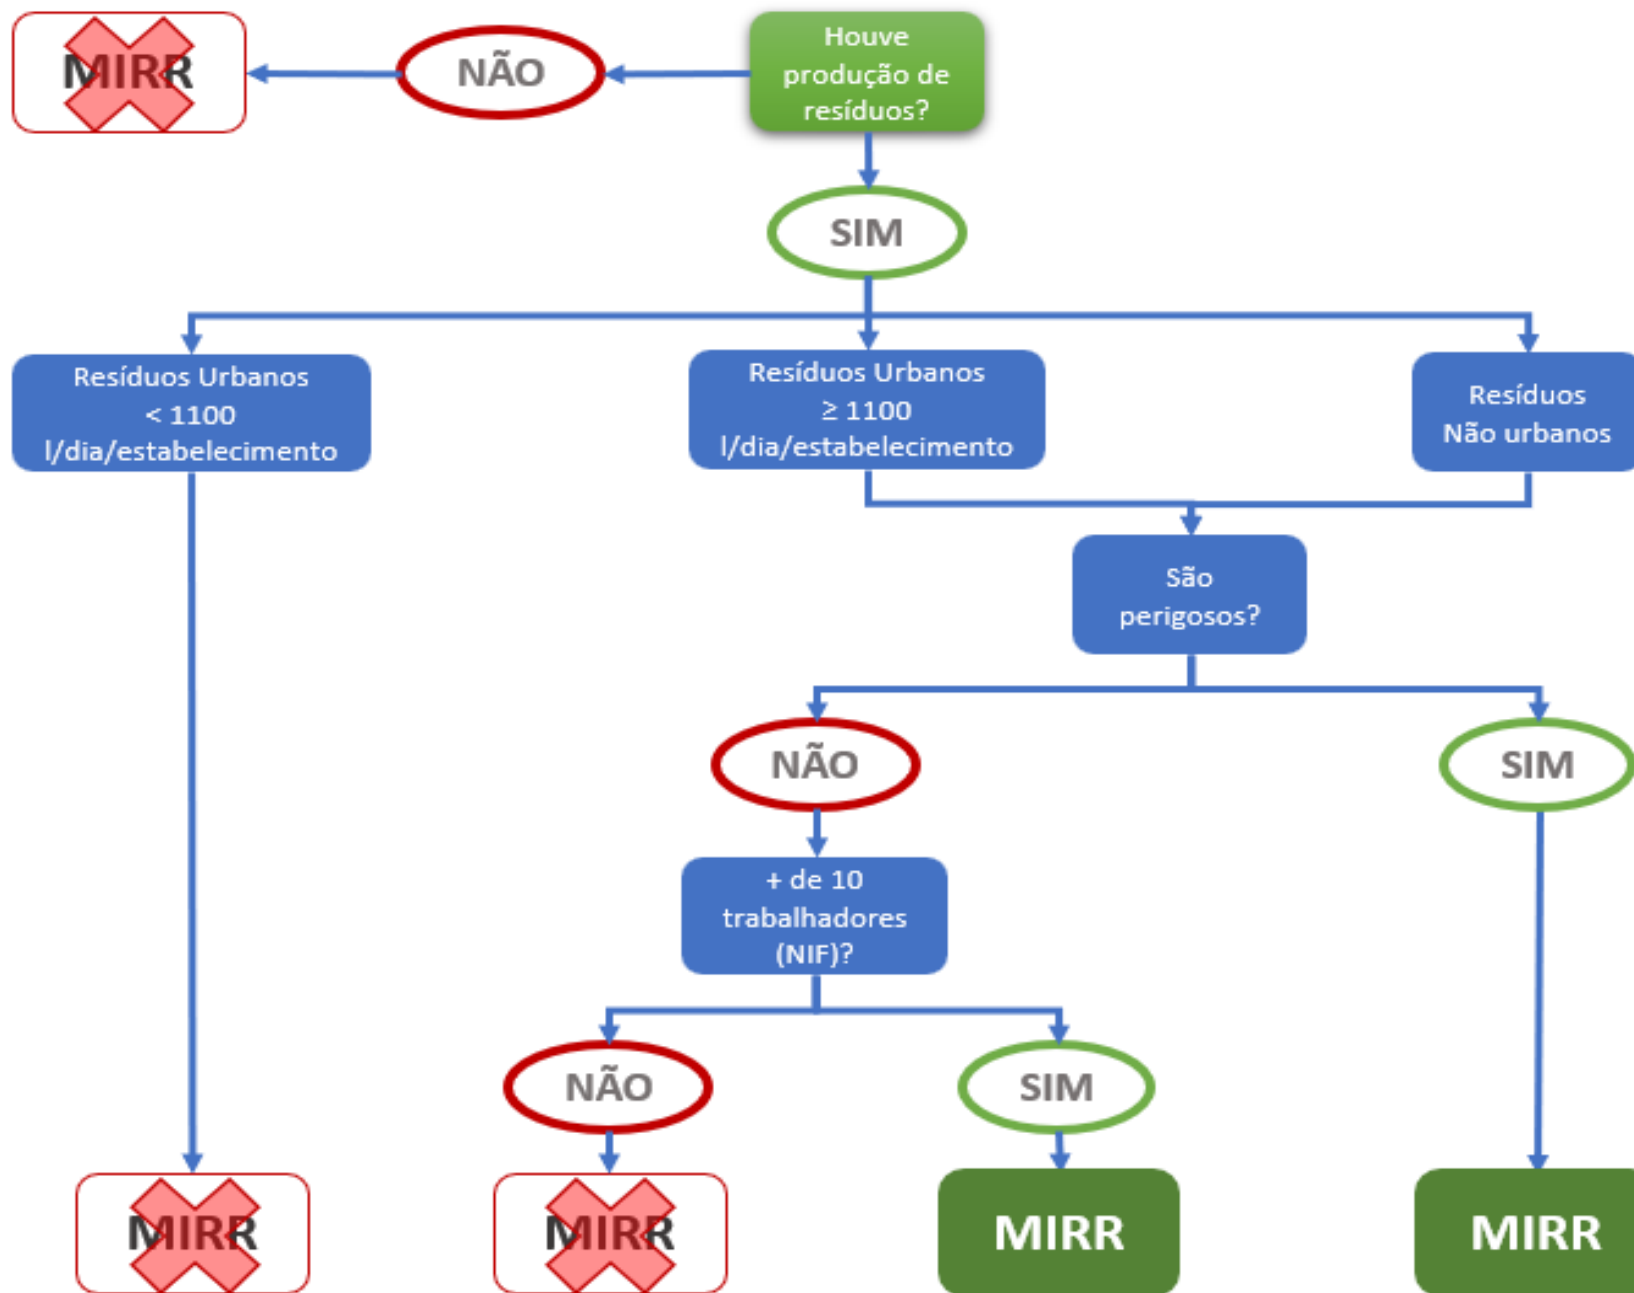 MIRR
NÃO
Houve
produção de
resíduos?
SIM
Resíduos Urbanos
< 1100
l/dia/estabelecimento
Resíduos Urbanos
≥ 1100
l/dia/estabelecimento
Resíduos
Não urbanos
São
perigosos?
NÃO
SIM
+ de 10
trabalhadores
(NIF)?
NÃO
SIM
MIRR
MIRR
MIRR
MIRR